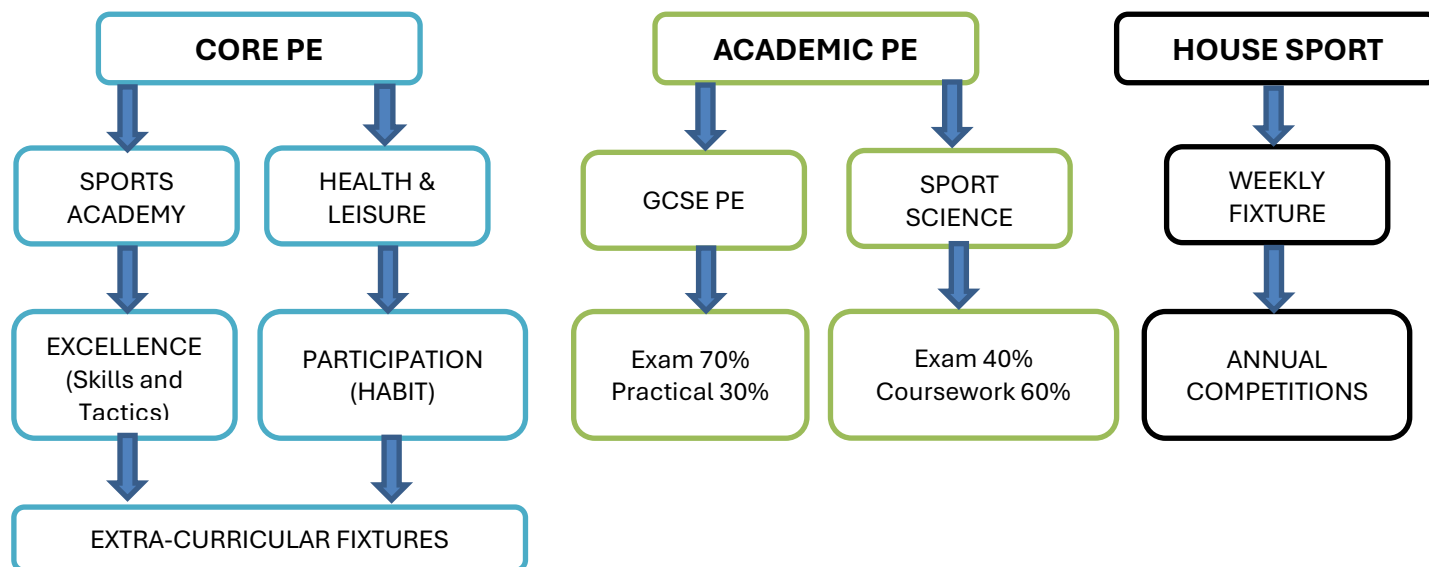 CORE PE
ACADEMIC PE
HOUSE SPORT
SPORTS
ACADEMY
HEALTH &
LEISURE
GCSE PE
SPORT
SCIENCE
WEEKLY
FIXTURE
EXCELLENCE
(Skills and
Tactics)
PARTICIPATION
(HABIT)
Exam 70%
Practical 30%
Exam 40%
Coursework 60%
ANNUAL
COMPETITIONS
EXTRA-CURRICULAR FIXTURES